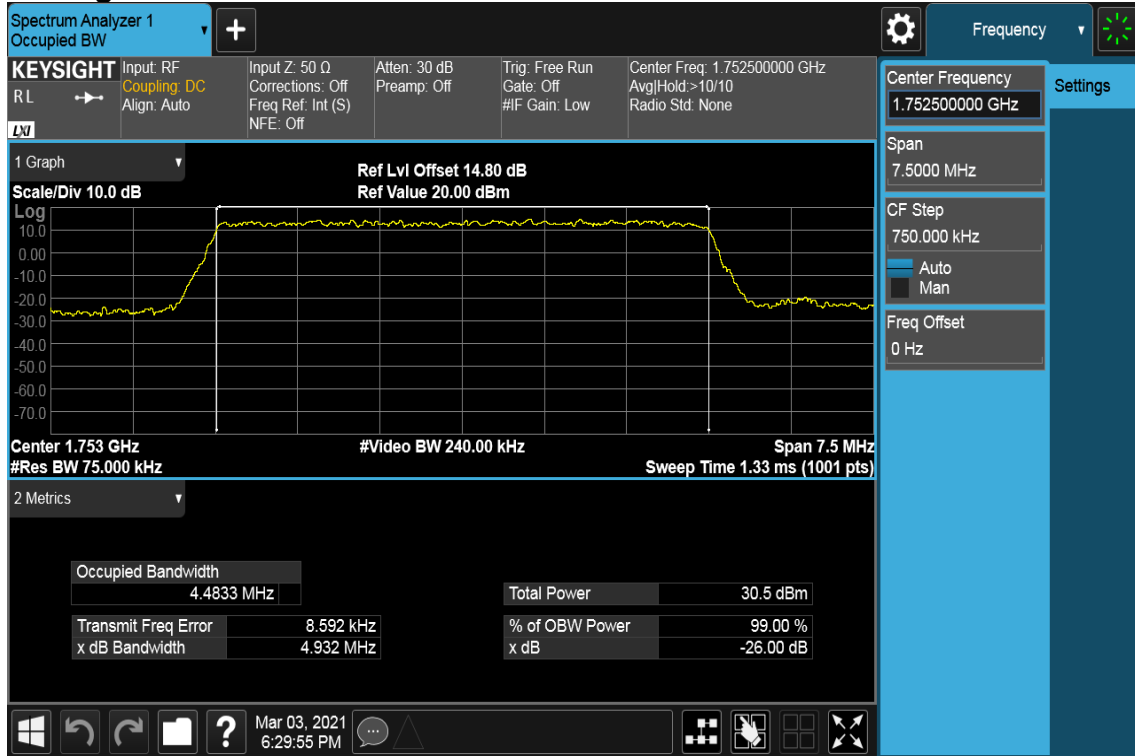 Spectrum Analyzer 1
Occupied BW
+
Frequency
KEYSIGHT
RL
LXI
Input: RF
Coupling: DC
Align: Auto
Input Z: 50 Ω
Corrections: Off
Freq Ref: Int (S)
NFE: Off
Atten: 30 dB
Preamp: Off
Trig: Free Run
Gate: Off
#IF Gain: Low
Center Freq: 1.752500000 GHz
Avg|Hold:>10/10
Radio Std: None
Center Frequency
1.752500000 GHz
Settings
Span
7.5000 MHz
CF Step
750.000 kHz
Auto
Man
Freq Offset
0 Hz
1 Graph
Scale/Div 10.0 dB
Ref Lvl Offset 14.80 dB
Ref Value 20.00 dBm
Log
10.0
0.00
-10.0
-20.0
-30.0
-40.0
-50.0
-60.0
-70.0
Center 1.753 GHz
#Video BW 240.00 kHz
Span 7.5 MHz
#Res BW 75.000 kHz
Sweep Time 1.33 ms (1001 pts)
2 Metrics
Occupied Bandwidth
4.4833 MHz
Total Power 30.5 dBm
Transmit Freq Error 8.592 kHz
% of OBW Power 99.00 %
x dB Bandwidth 4.932 MHz
x dB -26.00 dB
?
Mar 03, 2021
6:29:55 PM